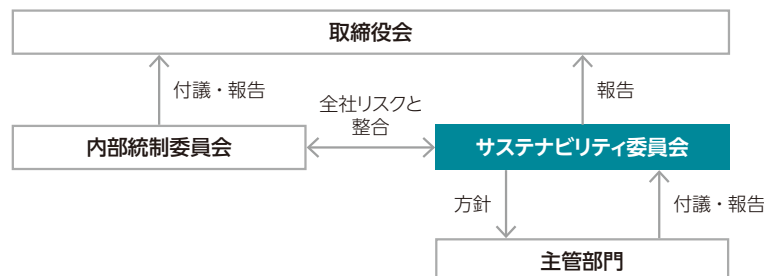 取締役会
付議・報告
全社リスクと
整合
報告
内部統制委員会
サステナビリティ委員会
方針
付議・報告
主管部門